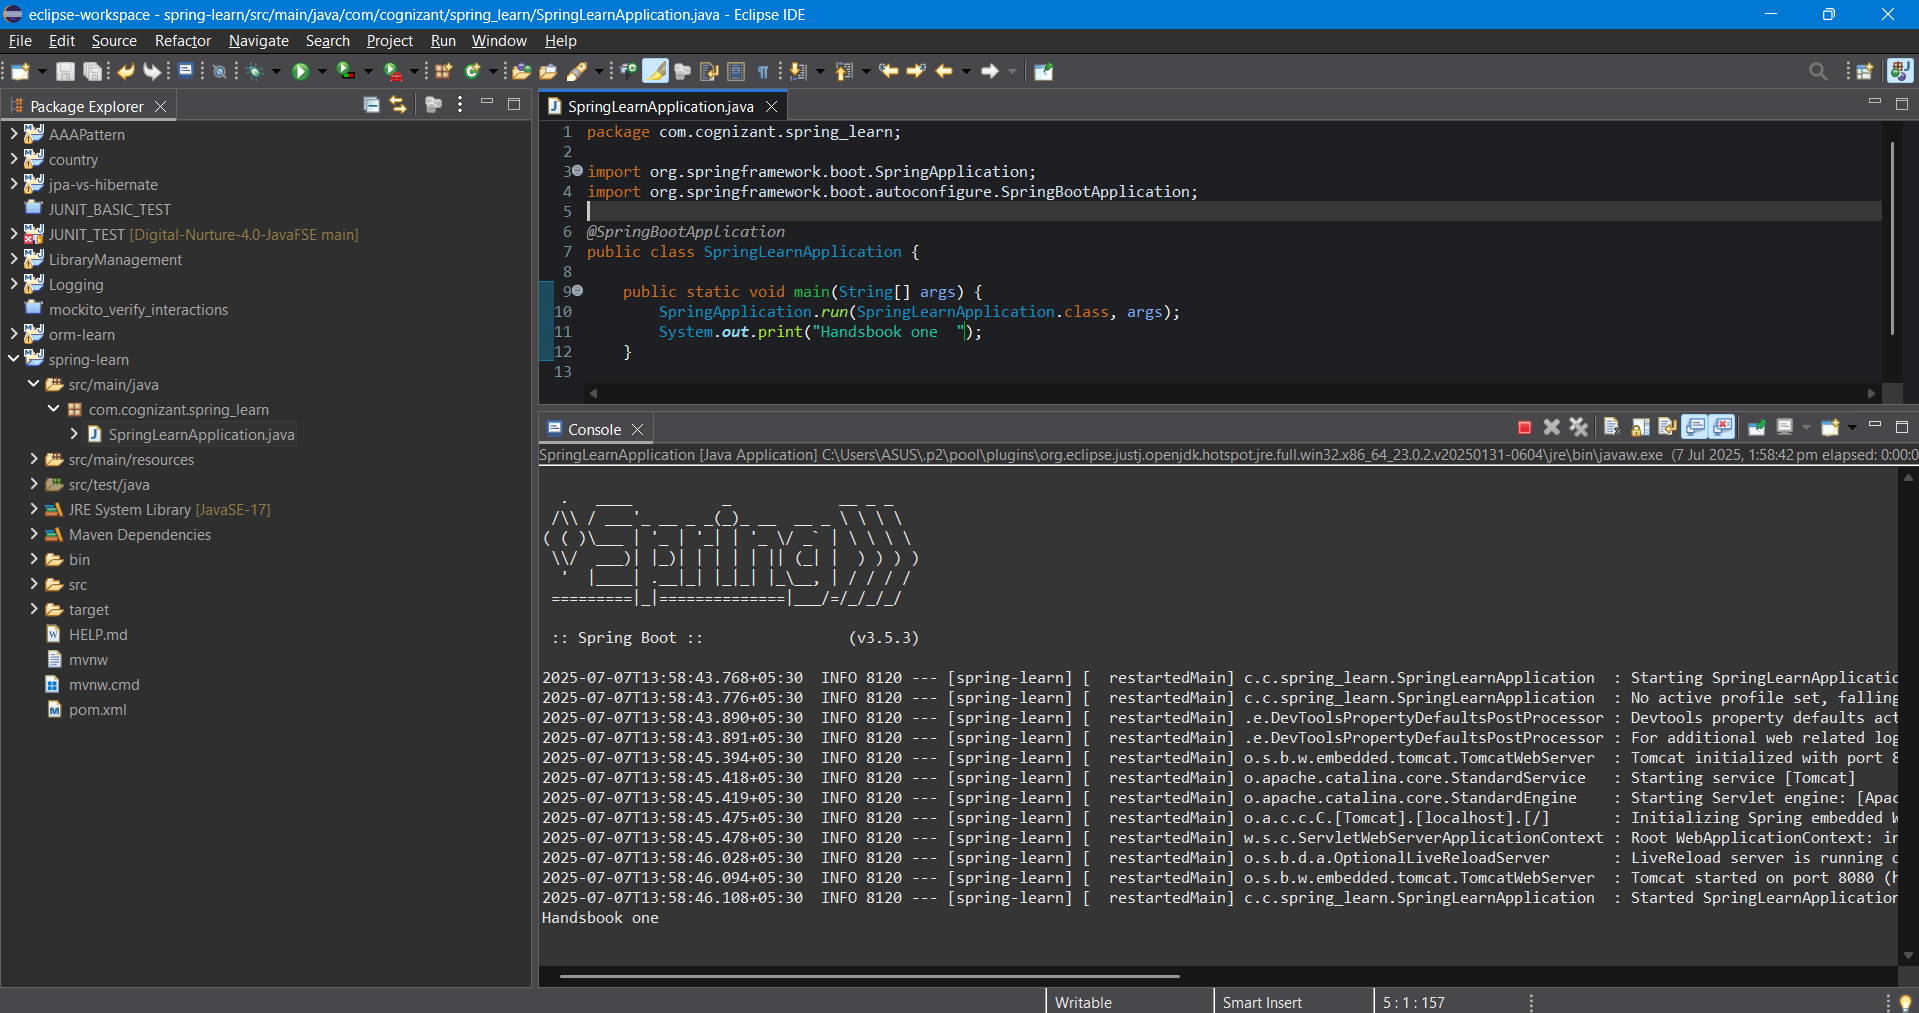 eclipse-workspace - spring-learn/src/main/java/com/cognizant/spring_learn/SpringLearnApplication.java - Eclipse IDE
File Edit Source Refactor Navigate Search Project Run Window Help
Package Explorer
AAAPattern
country
jpa-vs-hibernate
JUNIT_BASIC_TEST
JUNIT_TEST [Digital-Nurture-4.0-JavaFSE main]
LibraryManagement
Logging
mockito_verify_interactions
orm-learn
spring-learn
src/main/java
com.cognizant.spring_learn
SpringLearnApplication.java
src/main/resources
src/test/java
JRE System Library [JavaSE-17]
Maven Dependencies
bin
src
target
HELP.md
mvnw
mvnw.cmd
pom.xml
SpringLearnApplication.java
1 package com.cognizant.spring_learn;
2
3 import org.springframework.boot.SpringApplication;
4 import org.springframework.boot.autoconfigure.SpringBootApplication;
5
6 @SpringBootApplication
7 public class SpringLearnApplication {
8
9     public static void main(String[] args) {
10         SpringApplication.run(SpringLearnApplication.class, args);
11         System.out.print("Handsbook one  ");
12     }
13
Console
SpringLearnApplication [Java Application] C:\Users\ASUS\.p2\pool\plugins\org.eclipse.justj.openjdk.hotspot.jre.full.win32.x86_64_23.0.2.v20250131-0604\jre\bin\javaw.exe (7 Jul 2025, 1:58:42 pm elapsed: 0:00:0
  .   ____          _            __ _ _
 /\\ / ___'_ __ _ _(_)_ __  __ _ \ \ \ \
( ( )\___ | '_ | '_| | '_ \/ _` | \ \ \ \
 \\/  ___)| |_)| | | | | || (_| |  ) ) ) )
  '  |____| .__|_| |_|_| |_\__, | / / / /
 =========|_|==============|___/=/_/_/_/
 :: Spring Boot ::                (v3.5.3)
2025-07-07T13:58:43.768+05:30  INFO 8120 --- [spring-learn] [  restartedMain] c.c.spring_learn.SpringLearnApplication  : Starting SpringLearnApplicatio
2025-07-07T13:58:43.776+05:30  INFO 8120 --- [spring-learn] [  restartedMain] c.c.spring_learn.SpringLearnApplication  : No active profile set, falling
2025-07-07T13:58:43.890+05:30  INFO 8120 --- [spring-learn] [  restartedMain] .e.DevToolsPropertyDefaultsPostProcessor : Devtools property defaults act
2025-07-07T13:58:43.891+05:30  INFO 8120 --- [spring-learn] [  restartedMain] .e.DevToolsPropertyDefaultsPostProcessor : For additional web related log
2025-07-07T13:58:45.394+05:30  INFO 8120 --- [spring-learn] [  restartedMain] o.s.b.w.embedded.tomcat.TomcatWebServer  : Tomcat initialized with port 8
2025-07-07T13:58:45.418+05:30  INFO 8120 --- [spring-learn] [  restartedMain] o.apache.catalina.core.StandardService   : Starting service [Tomcat]
2025-07-07T13:58:45.419+05:30  INFO 8120 --- [spring-learn] [  restartedMain] o.apache.catalina.core.StandardEngine    : Starting Servlet engine: [Apac
2025-07-07T13:58:45.475+05:30  INFO 8120 --- [spring-learn] [  restartedMain] o.a.c.c.C.[Tomcat].[localhost].[/]       : Initializing Spring embedded W
2025-07-07T13:58:45.478+05:30  INFO 8120 --- [spring-learn] [  restartedMain] w.s.c.ServletWebServerApplicationContext : Root WebApplicationContext: in
2025-07-07T13:58:46.028+05:30  INFO 8120 --- [spring-learn] [  restartedMain] o.s.b.d.a.OptionalLiveReloadServer       : LiveReload server is running o
2025-07-07T13:58:46.094+05:30  INFO 8120 --- [spring-learn] [  restartedMain] o.s.b.w.embedded.tomcat.TomcatWebServer  : Tomcat started on port 8080 (h
2025-07-07T13:58:46.108+05:30  INFO 8120 --- [spring-learn] [  restartedMain] c.c.spring_learn.SpringLearnApplication  : Started SpringLearnApplication
Handsbook one
Writable Smart Insert 5 : 1 : 157